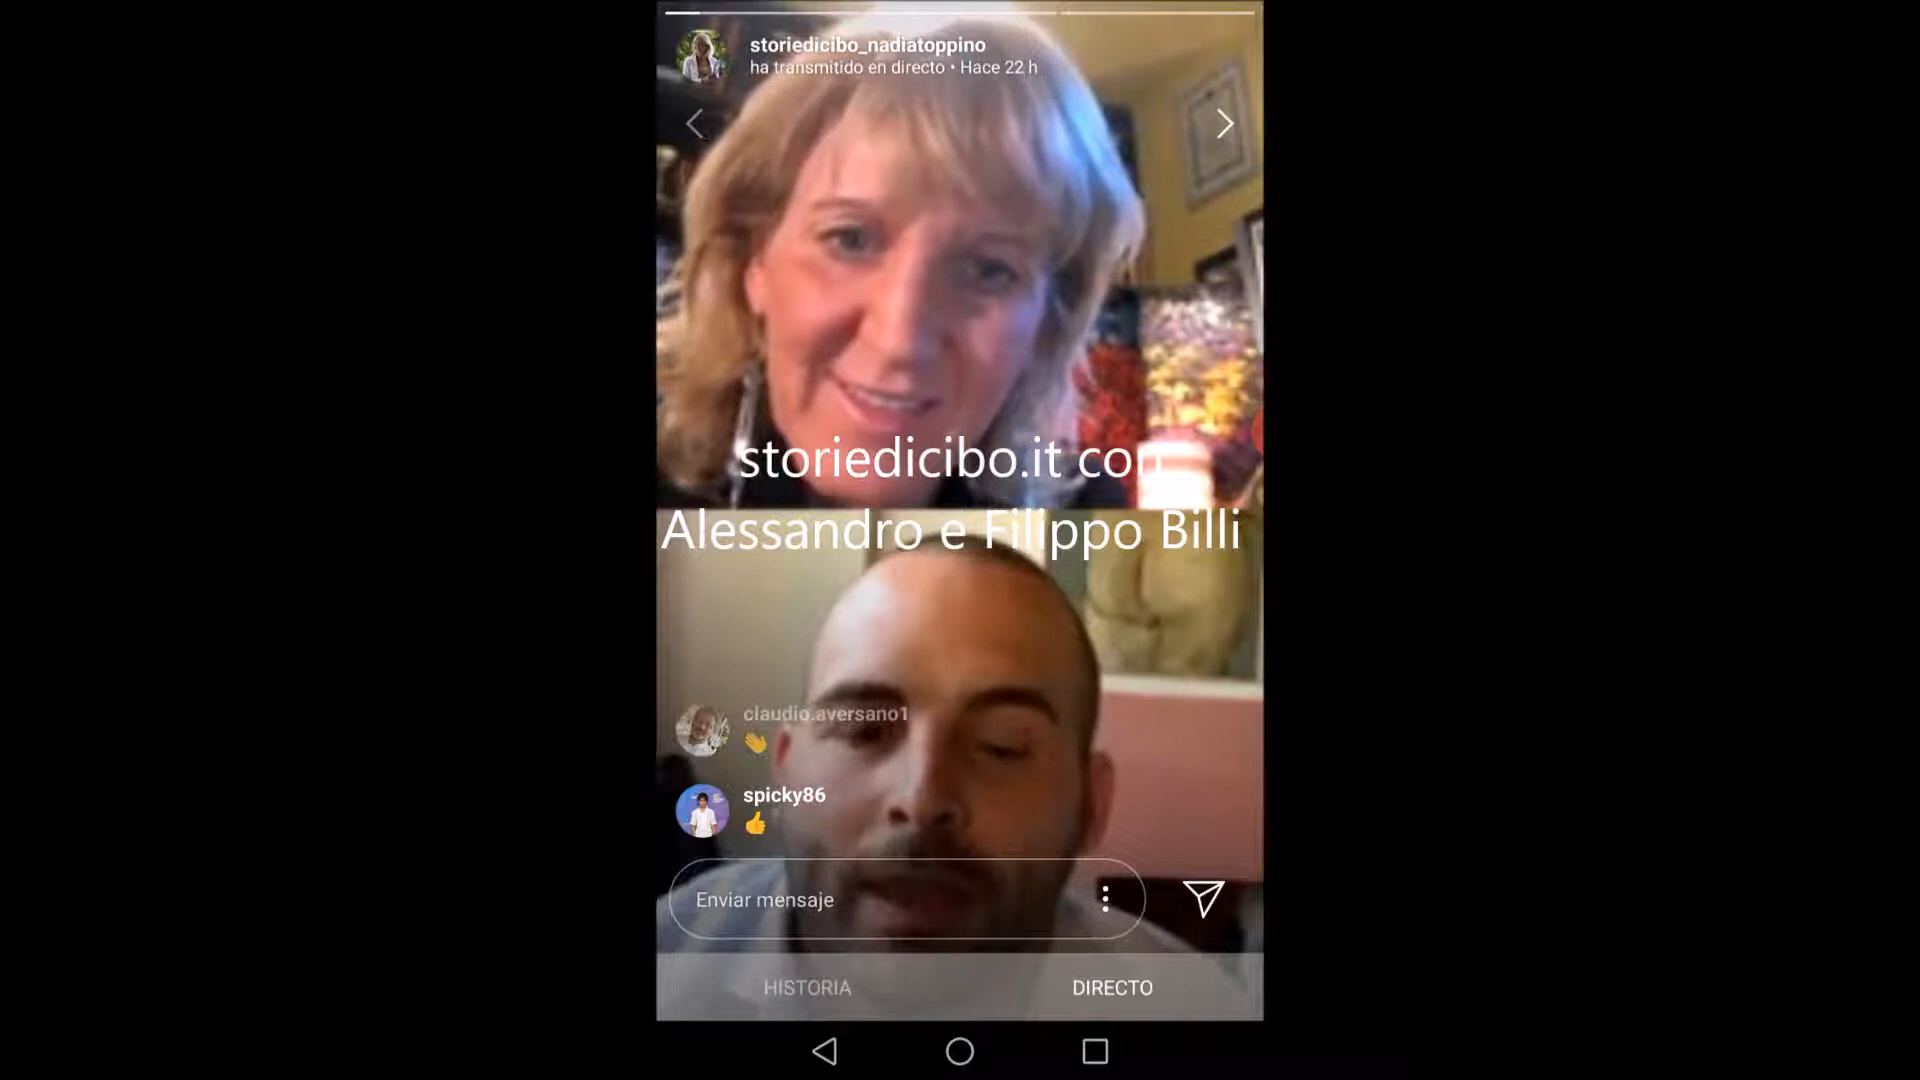 storiedicibo_nadiatoppino
ha transmitido en directo • Hace 22 h
storiedicibo.it con
Alessandro e Filippo Billi
claudio.aversano1
spicky86
Enviar mensaje
HISTORIA
DIRECTO